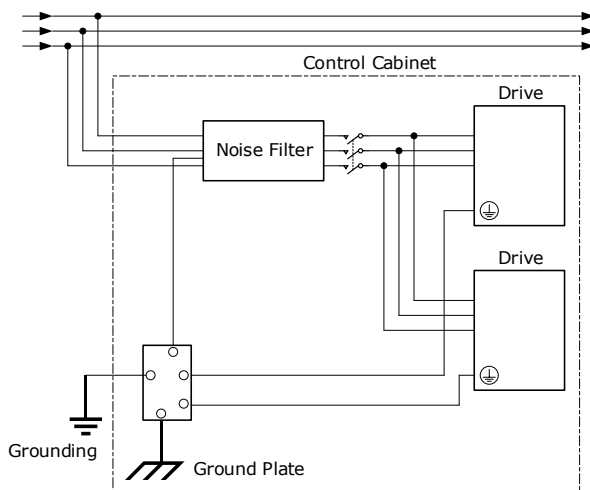 Control Cabinet
Drive
Noise Filter
Drive
Grounding
Ground Plate